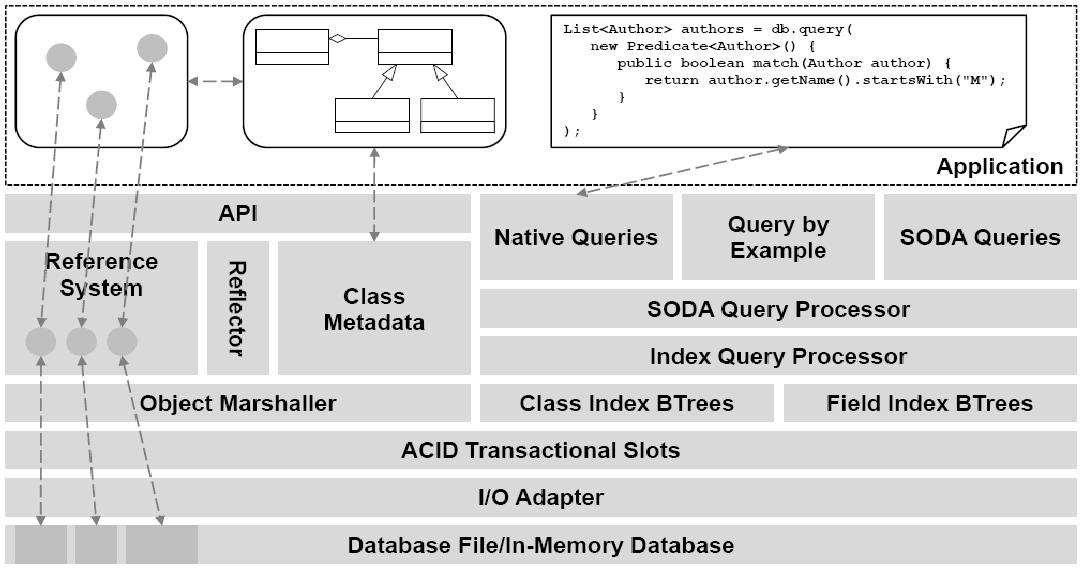 List<Author> authors = db.query(
new Predicate<Author>() {
public boolean match(Author author) {
return author.getName().startsWith("M");
}
}
);
Application
API
Native Queries
Query by
Example
SODA Queries
Reference
System
Reflector
Class
Metadata
SODA Query Processor
Index Query Processor
Object Marshaller
Class Index BTrees
Field Index BTrees
ACID Transactional Slots
I/O Adapter
Database File/In-Memory Database